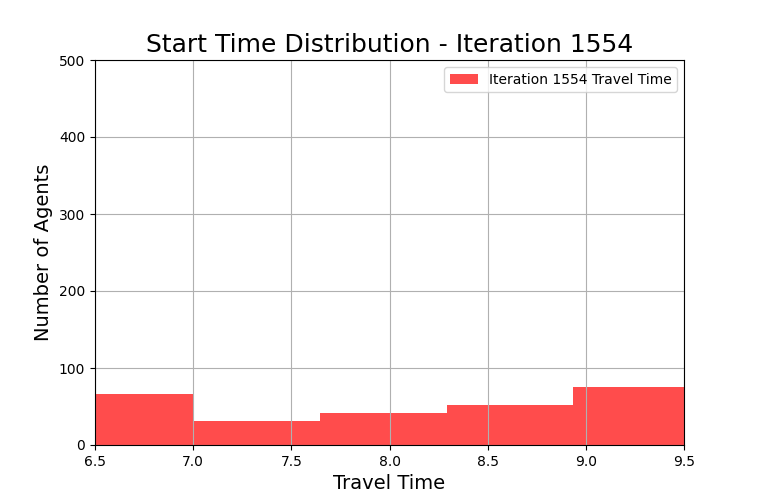 Start Time Distribution - Iteration 1554
Iteration 1554 Travel Time
Number of Agents
500
400
300
200
100
0
6.5 7.0 7.5 8.0 8.5 9.0 9.5
Travel Time